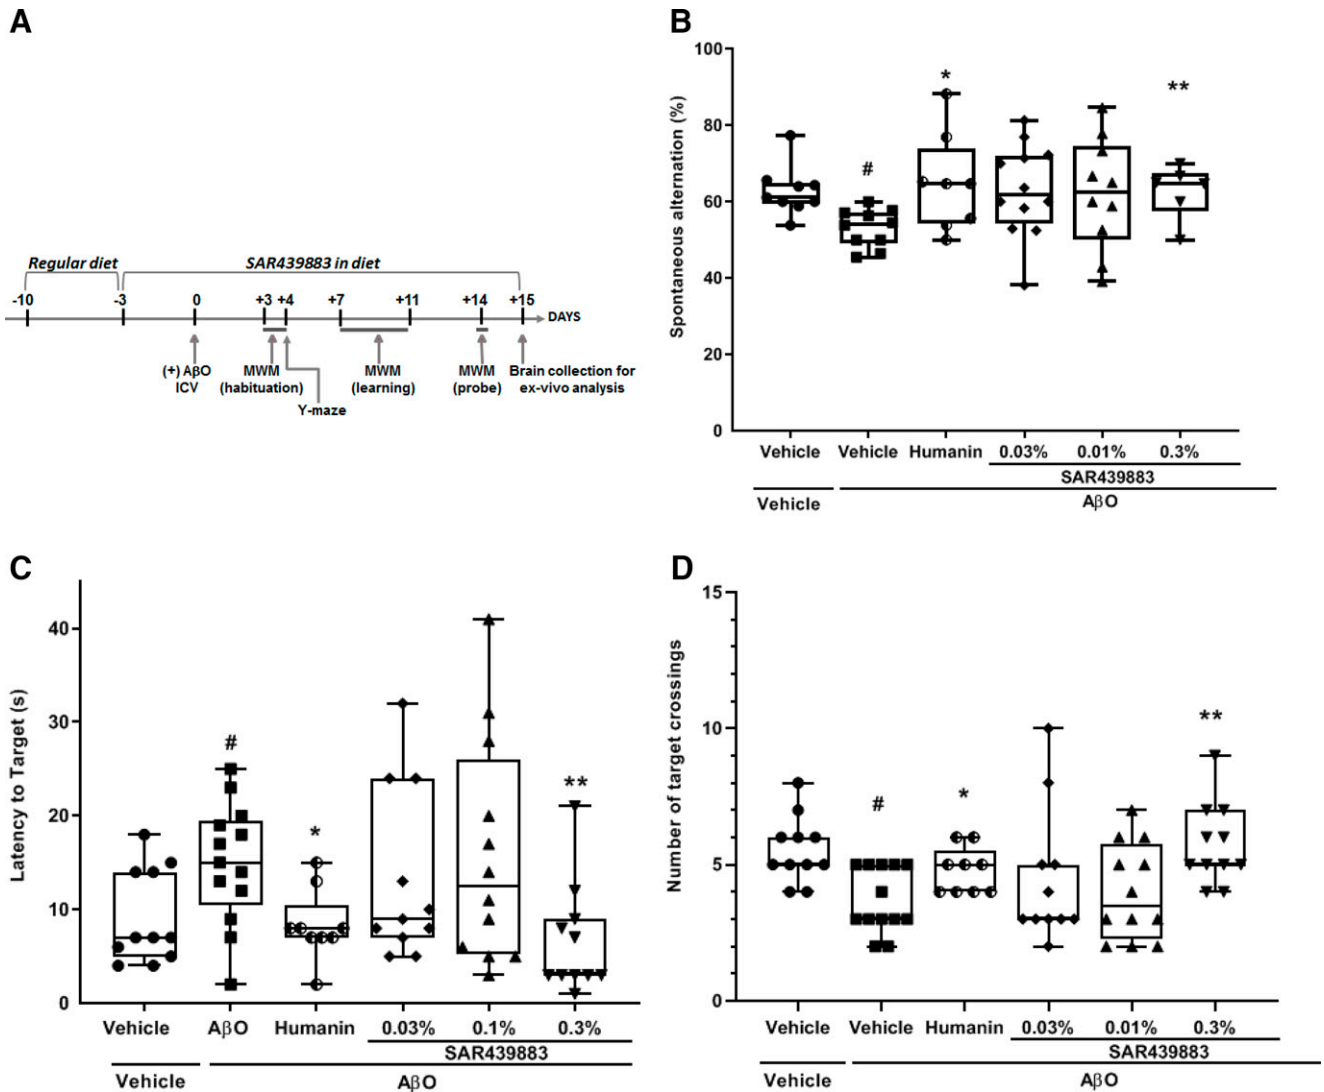 A
Regular diet
SAR439883 in diet
-10
-3
0
+3
+4
+7
+11
+14
+15
DAYS
(+) AβO
ICV
MWM
(habituation)
Y-maze
MWM
(learning)
MWM
(probe)
Brain collection for
ex-vivo analysis
B
Spontaneous alternation (%)
100
80
60
40
20
0
#
*
**
Vehicle Vehicle Humanin 0.03% 0.01% 0.3%
SAR439883
Vehicle AβO
C
Latency to Target (s)
40
30
20
10
0
#
*
**
Vehicle AβO Humanin 0.03% 0.1% 0.3%
SAR439883
Vehicle AβO
D
Number of target crossings
15
10
5
0
#
*
**
Vehicle Vehicle Humanin 0.03% 0.01% 0.3%
SAR439883
Vehicle AβO